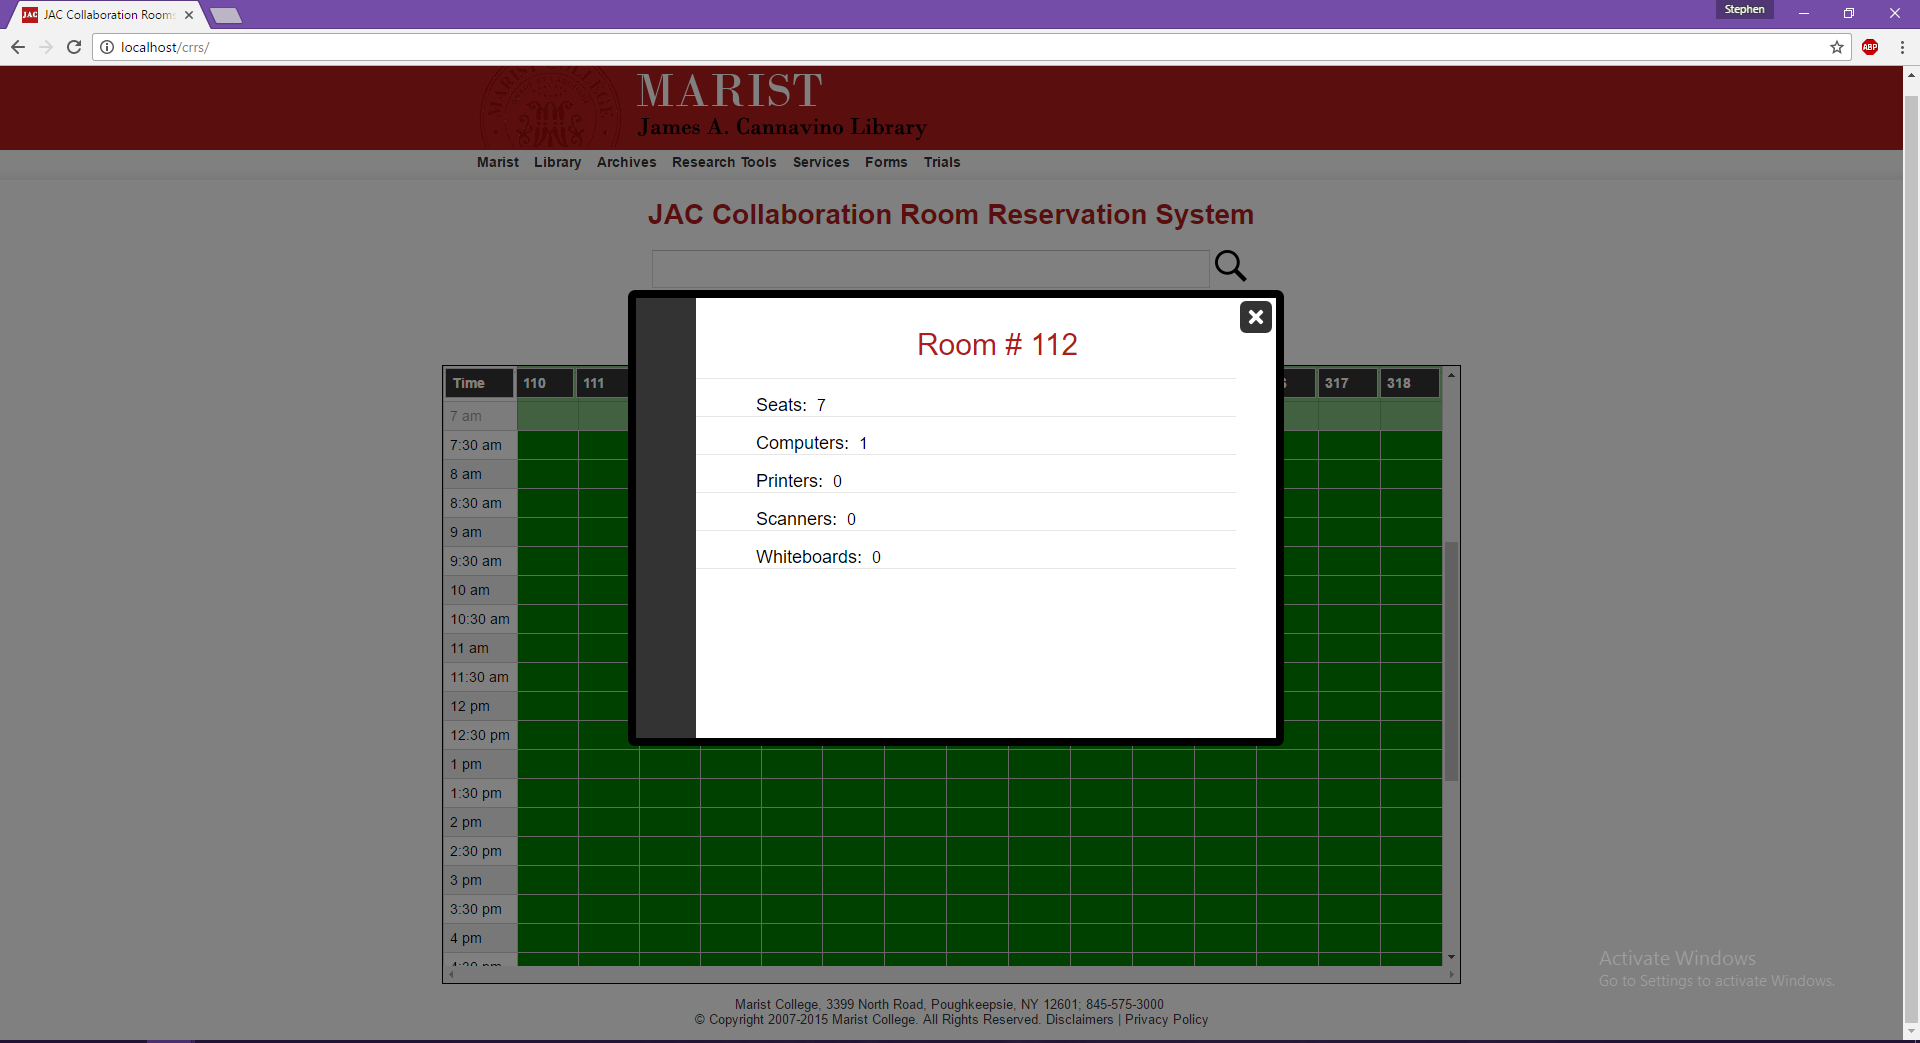 JAC Collaboration Rooms
Stephen
localhost/crrs/
ABP
MARIST
James A. Cannavino Library
Marist Library Archives Research Tools Services Forms Trials
JAC Collaboration Room Reservation System
Room # 112
Seats: 7
Computers: 1
Printers: 0
Scanners: 0
Whiteboards: 0
Time 110 111 317 318
7 am
7:30 am
8 am
8:30 am
9 am
9:30 am
10 am
10:30 am
11 am
11:30 am
12 pm
12:30 pm
1 pm
1:30 pm
2 pm
2:30 pm
3 pm
3:30 pm
4 pm
4:30 pm
Activate Windows
Go to Settings to activate Windows.
Marist College, 3399 North Road, Poughkeepsie, NY 12601; 845-575-3000
© Copyright 2007-2015 Marist College. All Rights Reserved. Disclaimers | Privacy Policy